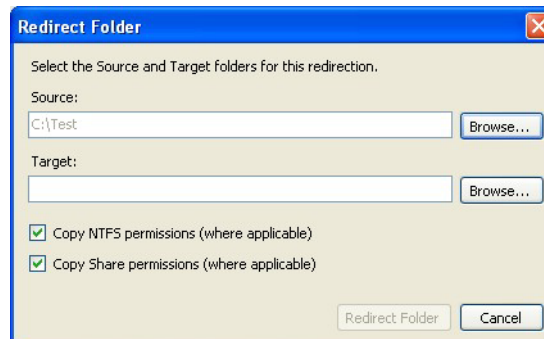 Redirect Folder
Select the Source and Target folders for this redirection.
Source:
C:\Test
Browse...
Target:
Browse...
Copy NTFS permissions (where applicable)
Copy Share permissions (where applicable)
Redirect Folder Cancel